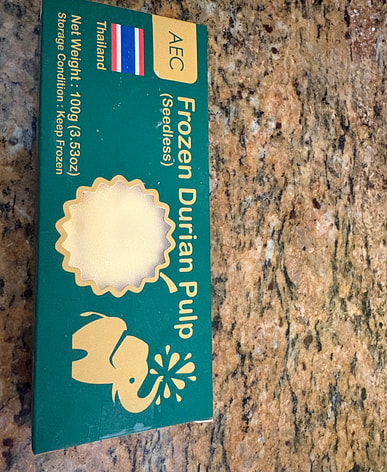 AEC
Thailand
Frozen Durian Pulp
(Seedless)
Net Weight : 100g (3.53oz)
Storage Condition : Keep Frozen